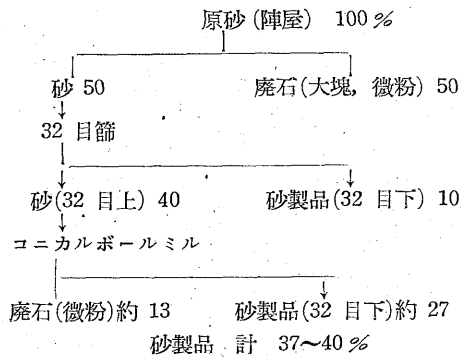 原砂(陣屋) 100%
砂 50 廃石(大塊,微粉) 50
32 目篩
砂(32 目上) 40 砂製品(32 目下) 10
コニカルボールミル
廃石(微粉)約 13 砂製品(32 目下)約 27
砂製品 計 37～40%